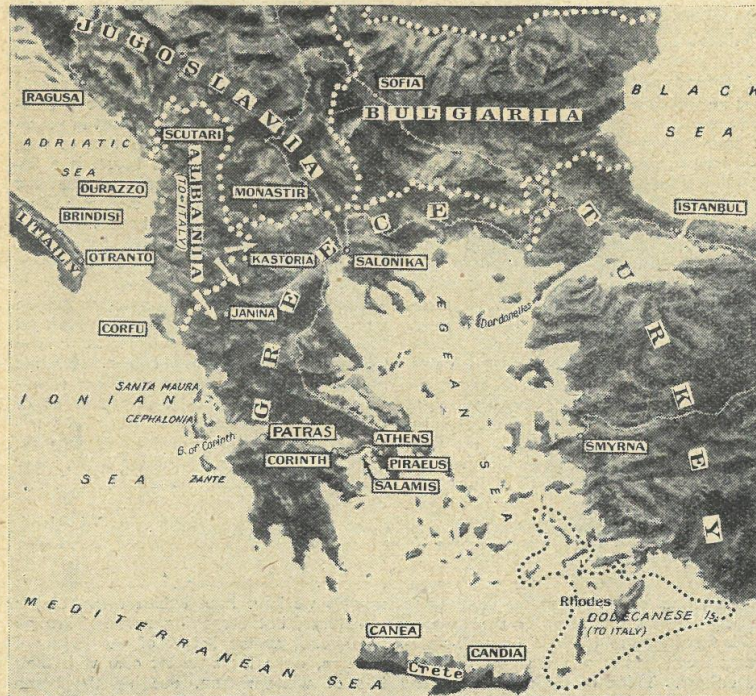 JUGOSLAVIA
SOFIA
BLACK
SEA
RAGUSA
BULGARIA
ADRIATIC
SEA
SCUTARI
ALBANIA
TO ITALY
DURAZZO
MONASTIR
BRINDISI
ISTANBUL
ITALY
OTRANTO
KASTORIA
SALONIKA
GREECE
TURKEY
JANINA
CORFU
Dardanelles
AEGEAN SEA
SANTA MAURA
IONIAN
SEA
CEPHALONIA
G. of Corinth
PATRAS
ATHENS
SMYRNA
CORINTH
PIRAEUS
ZANTE
SALAMIS
Rhodes
DODECANESE Is.
(TO ITALY)
MEDITERRANEAN SEA
CANEA
CANDIA
Crete